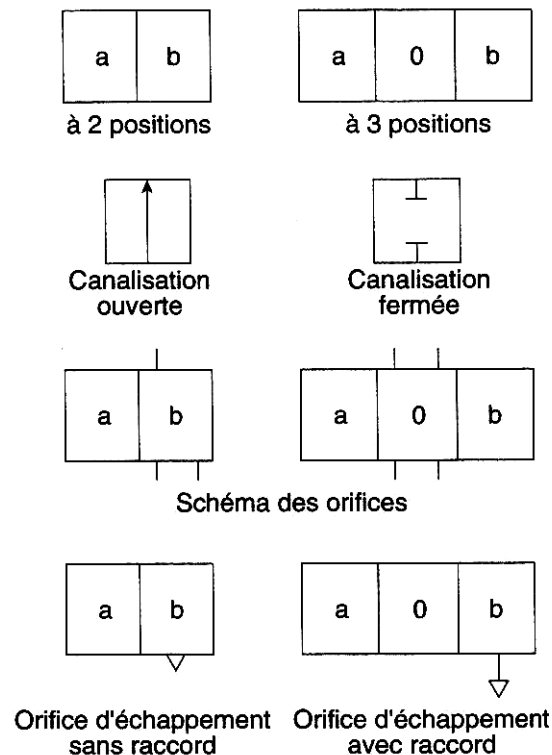 a b
a 0 b
à 2 positions
à 3 positions
Canalisation
ouverte
Canalisation
fermée
a b
a 0 b
Schéma des orifices
a b
a 0 b
Orifice d'échappement
sans raccord
Orifice d'échappement
avec raccord